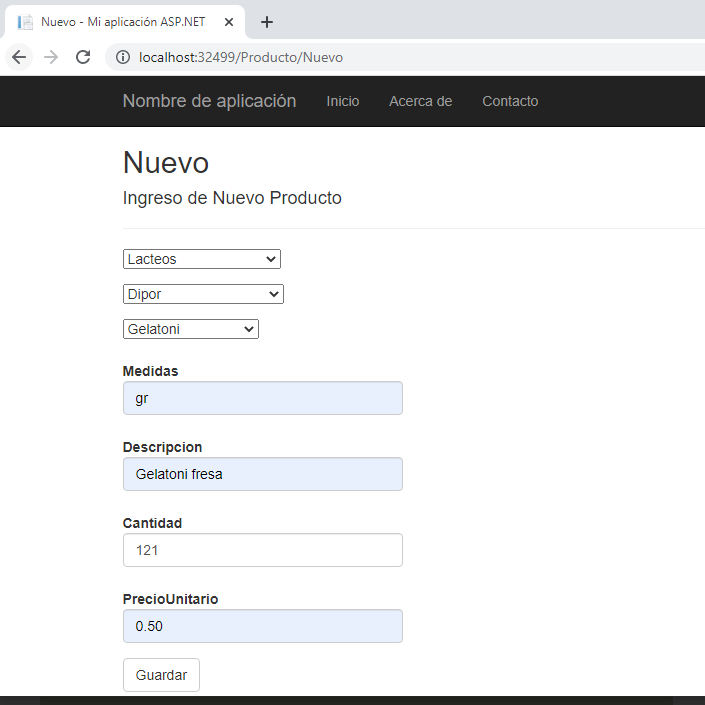 Nuevo - Mi aplicación ASP.NET
localhost:32499/Producto/Nuevo
Nombre de aplicación Inicio Acerca de Contacto
Nuevo
Ingreso de Nuevo Producto
Lacteos
Dipor
Gelatoni
Medidas
gr
Descripcion
Gelatoni fresa
Cantidad
121
PrecioUnitario
0.50
Guardar